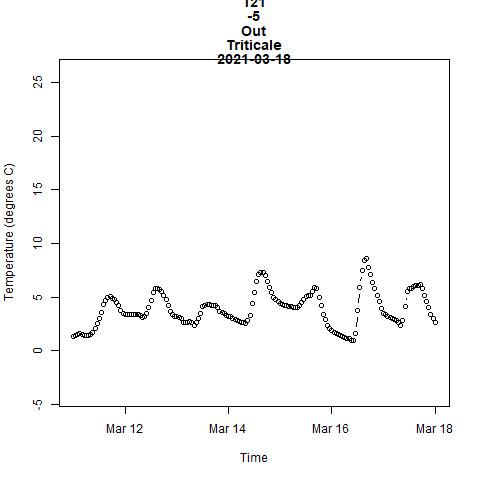 121
-5
Out
Triticale
2021-03-18
Temperature (degrees C)
25
20
15
10
5
0
-5
Mar 12
Mar 14
Mar 16
Mar 18
Time